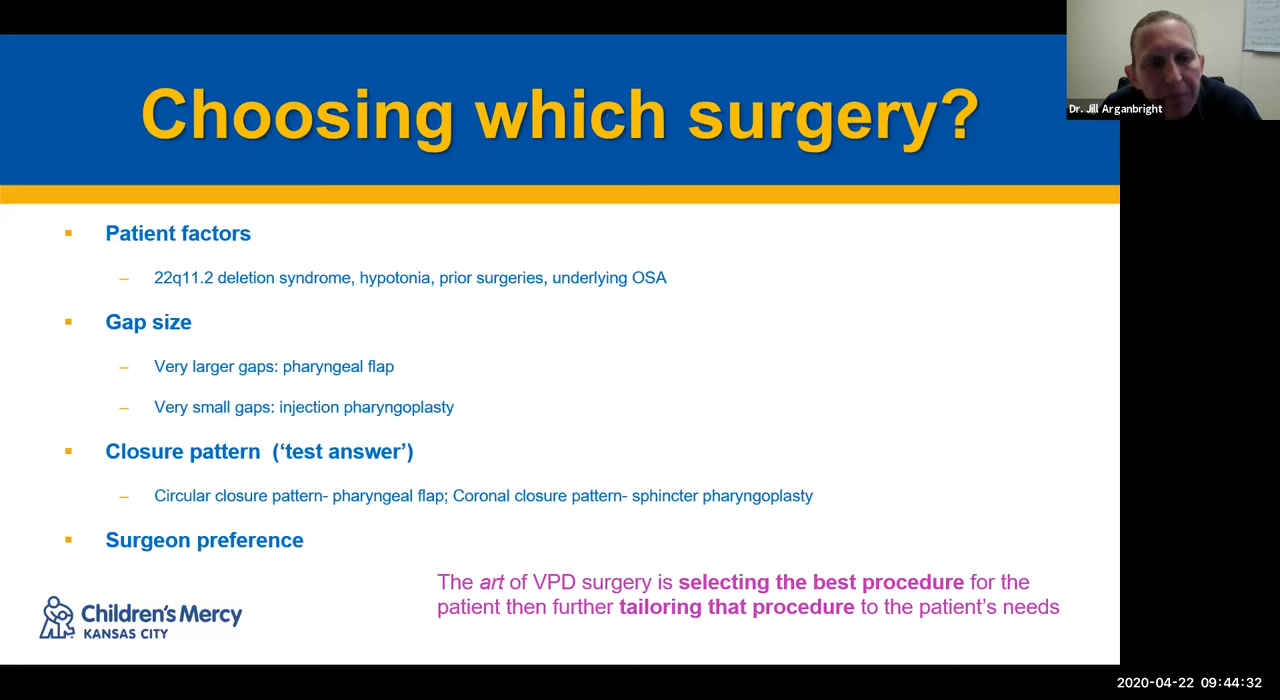 Choosing which surgery?
Dr. Jill Arganbright
Patient factors
– 22q11.2 deletion syndrome, hypotonia, prior surgeries, underlying OSA
Gap size
– Very larger gaps: pharyngeal flap
– Very small gaps: injection pharyngoplasty
Closure pattern (‘test answer’)
– Circular closure pattern- pharyngeal flap; Coronal closure pattern- sphincter pharyngoplasty
Surgeon preference
The art of VPD surgery is selecting the best procedure for the
patient then further tailoring that procedure to the patient’s needs
Children's Mercy
KANSAS CITY
2020-04-22 09:44:32